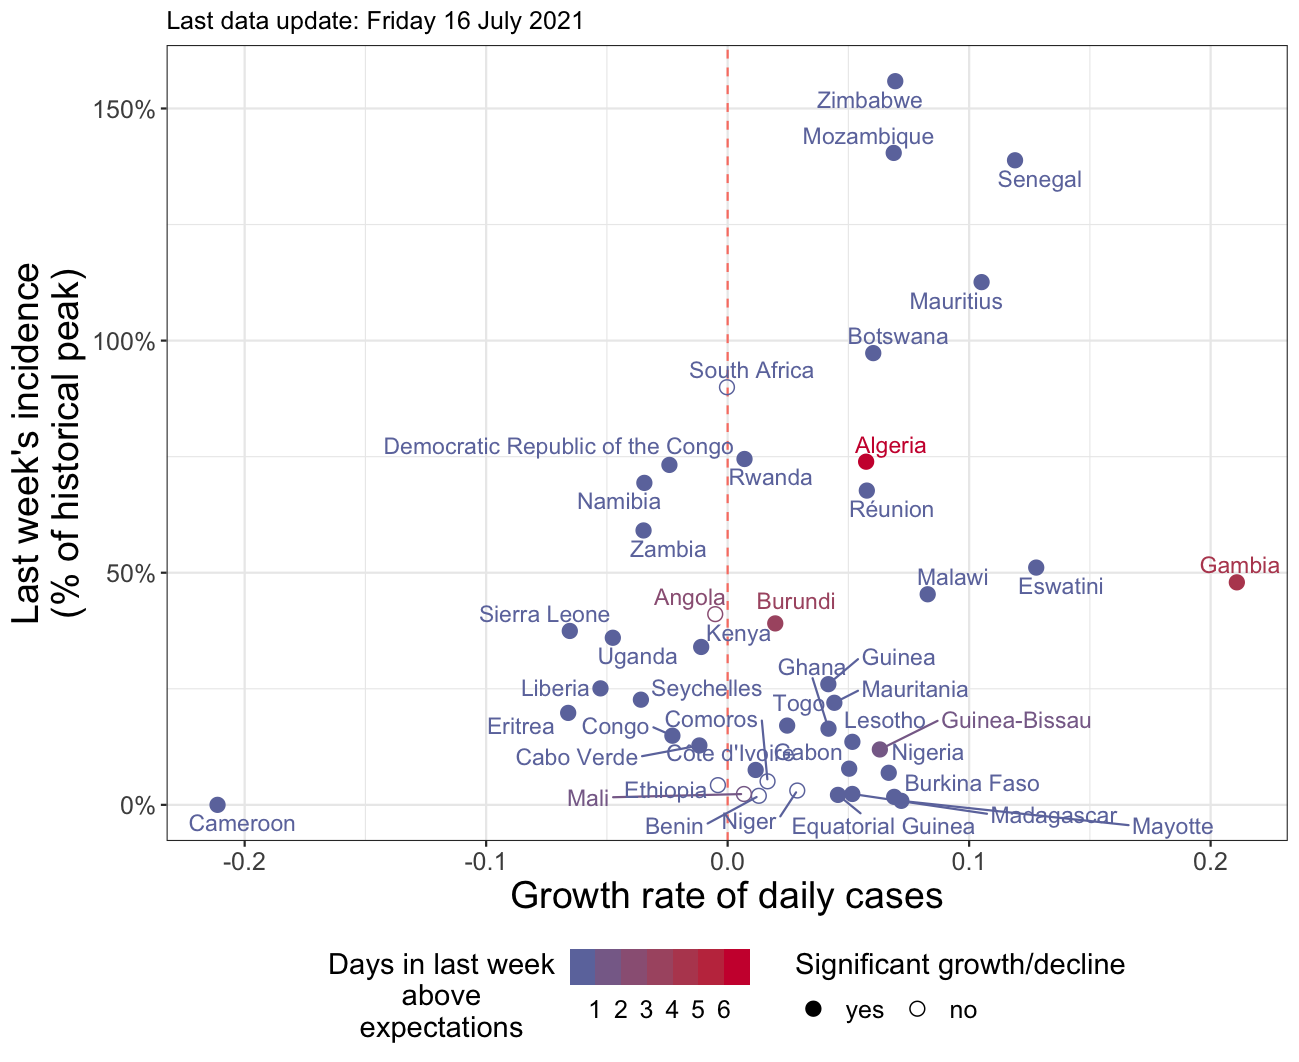 Last data update: Friday 16 July 2021
Last week's incidence
(% of historical peak)
150%
100%
50%
0%
Zimbabwe
Mozambique
Senegal
Mauritius
Botswana
South Africa
Democratic Republic of the Congo
Rwanda
Algeria
Namibia
Réunion
Zambia
Gambia
Malawi
Eswatini
Angola
Burundi
Sierra Leone
Kenya
Uganda
Ghana
Guinea
Liberia
Seychelles
Mauritania
Togo
Eritrea
Congo
Comoros
Lesotho
Guinea-Bissau
Cabo Verde
Côte d'Ivoire
Gabon
Nigeria
Burkina Faso
Mali
Ethiopia
Madagascar
Cameroon
Benin
Niger
Equatorial Guinea
Mayotte
-0.2
-0.1
0.0
0.1
0.2
Growth rate of daily cases
Days in last week
above
expectations
1 2 3 4 5 6
Significant growth/decline
yes
no